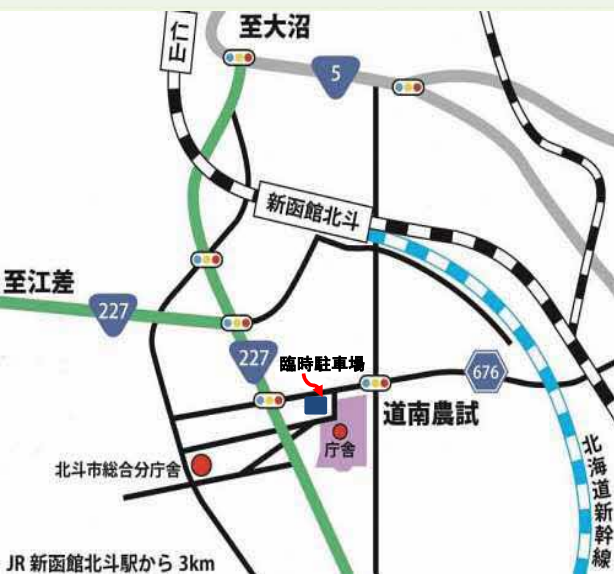 至大沼
仁山
5
新函館北斗
至江差
227
227
臨時駐車場
676
道南農試
庁舎
北斗市総合分庁舎
北海道新幹線
JR 新函館北斗駅から 3km